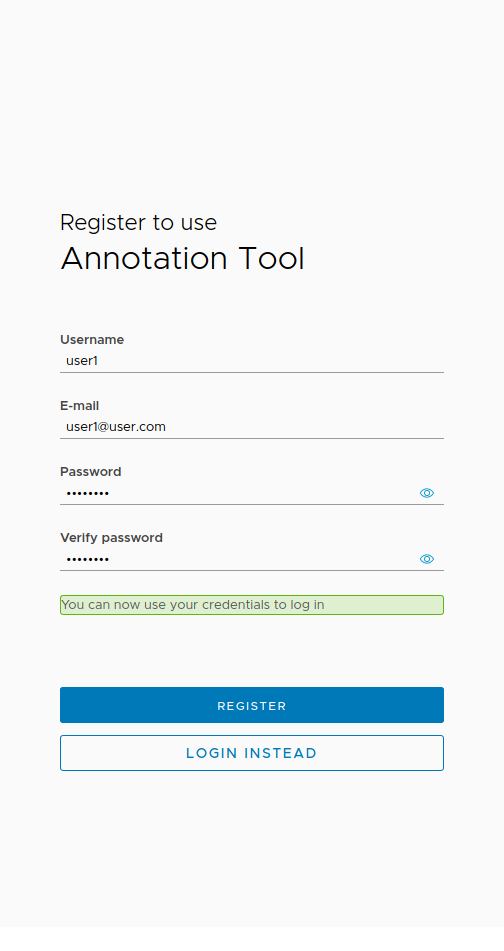 Register to use
Annotation Tool
Username
user1
E-mail
user1@user.com
Password
••••••••
Verify password
••••••••
You can now use your credentials to log in
REGISTER
LOGIN INSTEAD